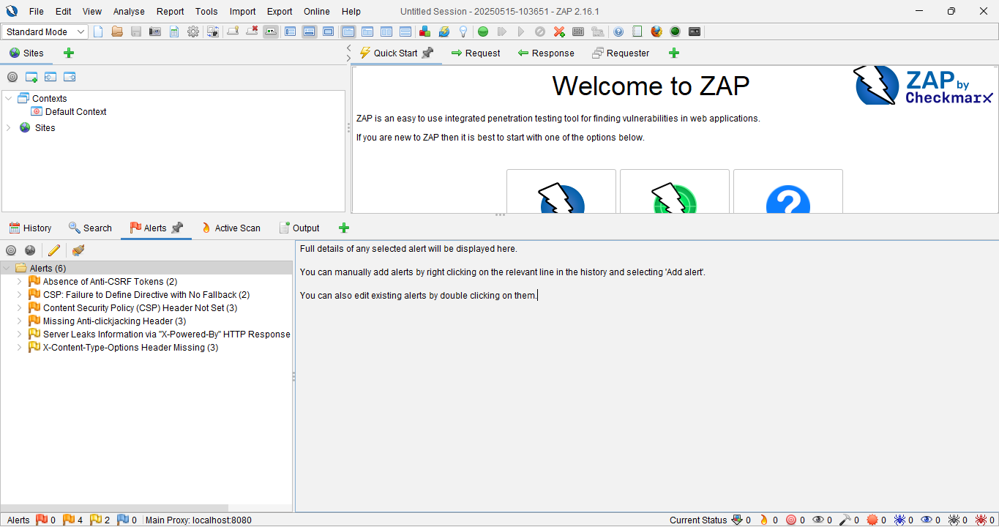 File Edit View Analyse Report Tools Import Export Online Help Untitled Session - 20250515-103651 - ZAP 2.16.1
Standard Mode
Sites
Quick Start Request Response Requester
Contexts
Default Context
Sites
Welcome to ZAP
ZAP by
Checkmarx
ZAP is an easy to use integrated penetration testing tool for finding vulnerabilities in web applications.
If you are new to ZAP then it is best to start with one of the options below.
History Search Alerts Active Scan Output
Alerts (6)
Absence of Anti-CSRF Tokens (2)
CSP: Failure to Define Directive with No Fallback (2)
Content Security Policy (CSP) Header Not Set (3)
Missing Anti-clickjacking Header (3)
Server Leaks Information via "X-Powered-By" HTTP Response
X-Content-Type-Options Header Missing (3)
Full details of any selected alert will be displayed here.
You can manually add alerts by right clicking on the relevant line in the history and selecting 'Add alert'.
You can also edit existing alerts by double clicking on them.
Alerts 0 4 2 0 Main Proxy: localhost:8080 Current Status 0 0 0 0 0 0 0 0 0 0